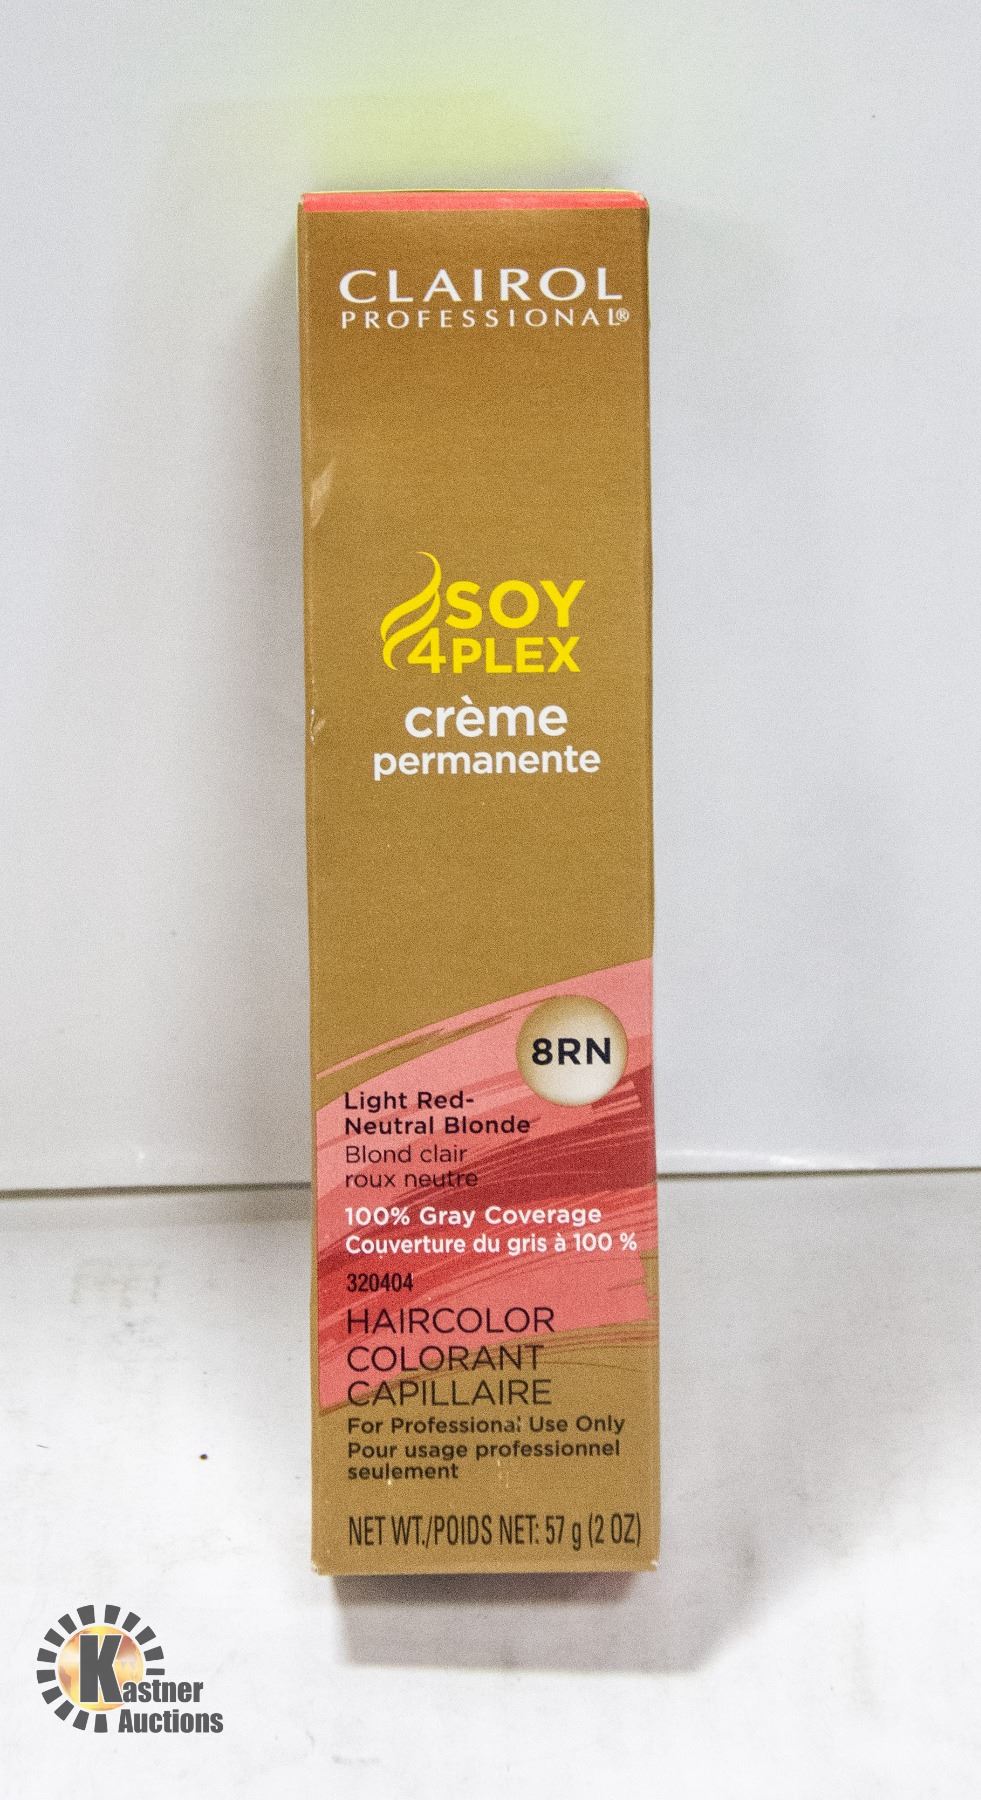 CLAIROL
PROFESSIONAL®
SOY
4PLEX
crème
permanente
8RN
Light Red-
Neutral Blonde
Blond clair
roux neutre
100% Gray Coverage
Couverture du gris à 100 %
320404
HAIRCOLOR
COLORANT
CAPILLAIRE
For Professional Use Only
Pour usage professionnel
seulement
NET WT./POIDS NET: 57 g (2 OZ)
Kastner
Auctions